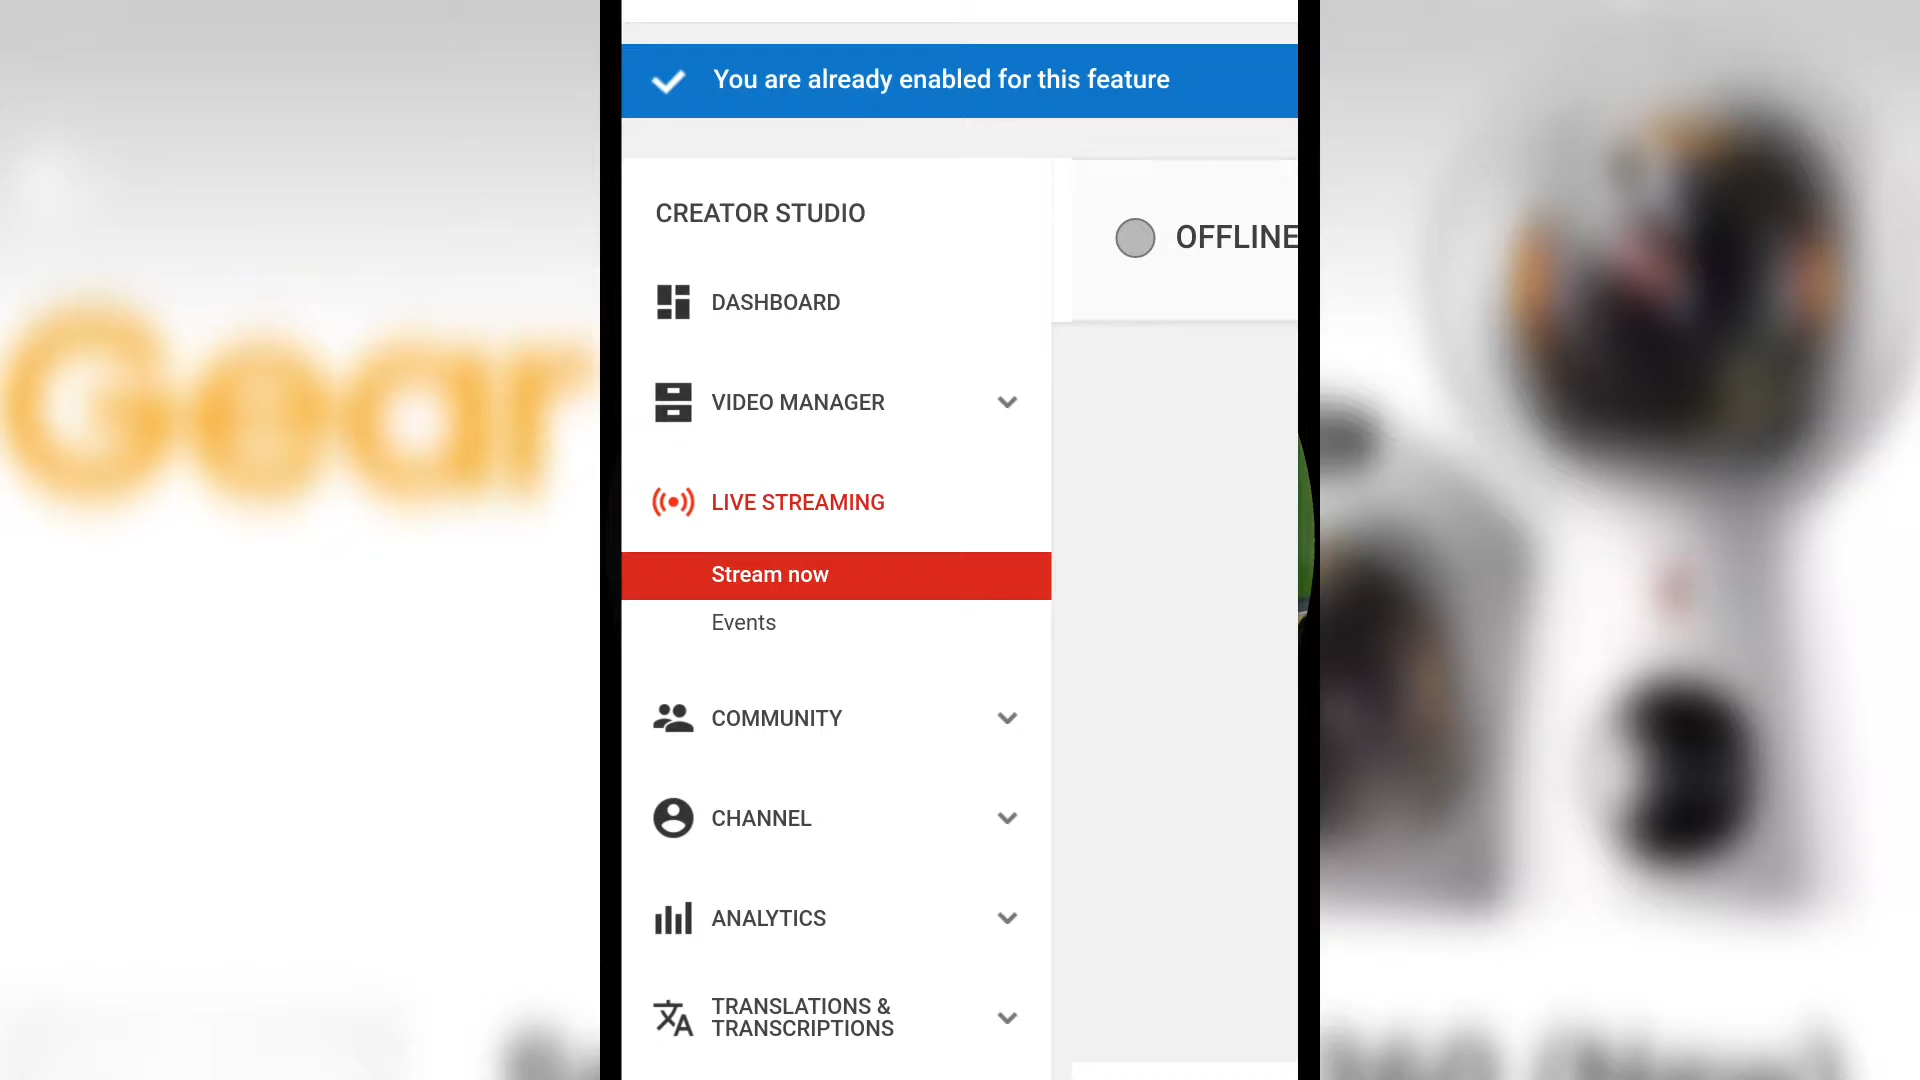 You are already enabled for this feature
CREATOR STUDIO
OFFLINE
DASHBOARD
VIDEO MANAGER
LIVE STREAMING
Stream now
Events
COMMUNITY
CHANNEL
ANALYTICS
TRANSLATIONS &
TRANSCRIPTIONS
Gear